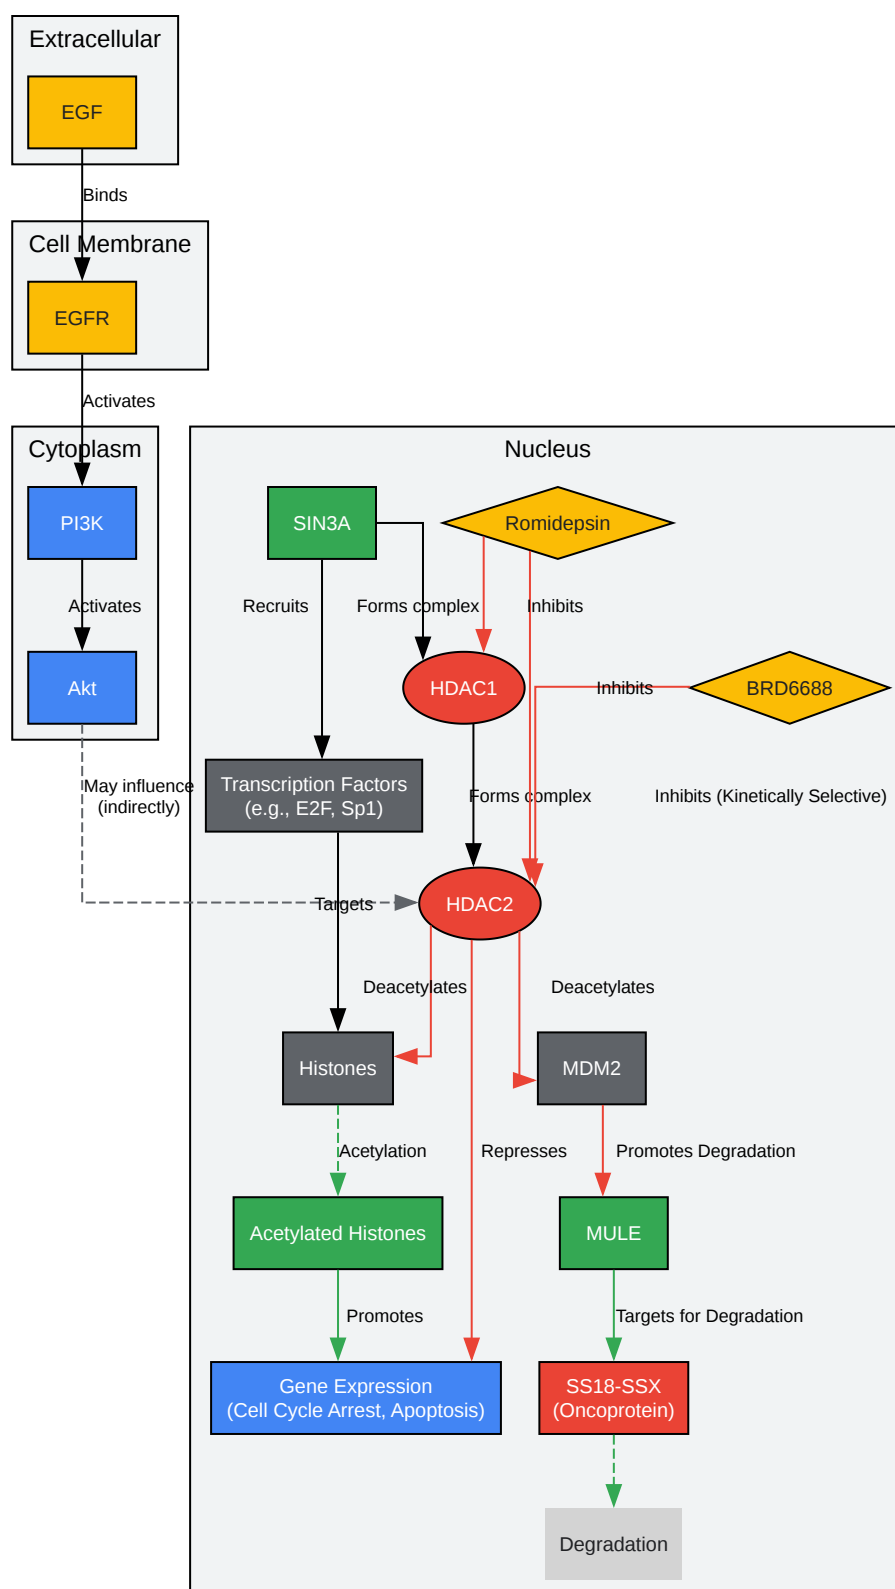 Extracellular
EGF
Binds
Cell Membrane
EGFR
Activates
Cytoplasm
Nucleus
PI3K
SIN3A
Romidepsin
Activates
Recruits
Forms complex
Inhibits
Akt
HDAC1
Inhibits
BRD6688
May influence
(indirectly)
Transcription Factors
(e.g., E2F, Sp1)
Forms complex
Inhibits (Kinetically Selective)
Targets
HDAC2
Deacetylates
Deacetylates
Histones
MDM2
Acetylation
Represses
Promotes Degradation
Acetylated Histones
MULE
Promotes
Targets for Degradation
Gene Expression
(Cell Cycle Arrest, Apoptosis)
SS18-SSX
(Oncoprotein)
Degradation